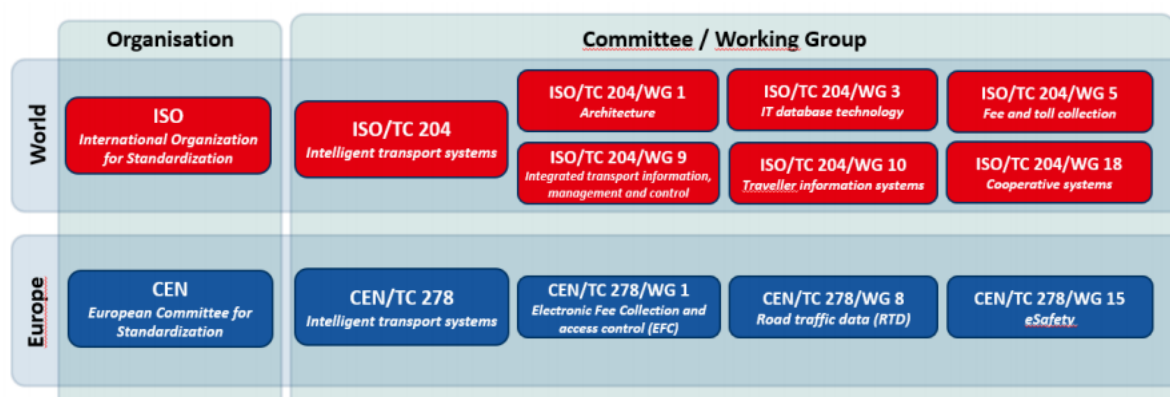 Organisation
Committee / Working Group
World
ISO
International Organization
for Standardization
ISO/TC 204
Intelligent transport systems
ISO/TC 204/WG 1
Architecture
ISO/TC 204/WG 3
IT database technology
ISO/TC 204/WG 5
Fee and toll collection
ISO/TC 204/WG 9
Integrated transport information,
management and control
ISO/TC 204/WG 10
Traveller information systems
ISO/TC 204/WG 18
Cooperative systems
Europe
CEN
European Committee for
Standardization
CEN/TC 278
Intelligent transport systems
CEN/TC 278/WG 1
Electronic Fee Collection and
access control (EFC)
CEN/TC 278/WG 8
Road traffic data (RTD)
CEN/TC 278/WG 15
eSafety